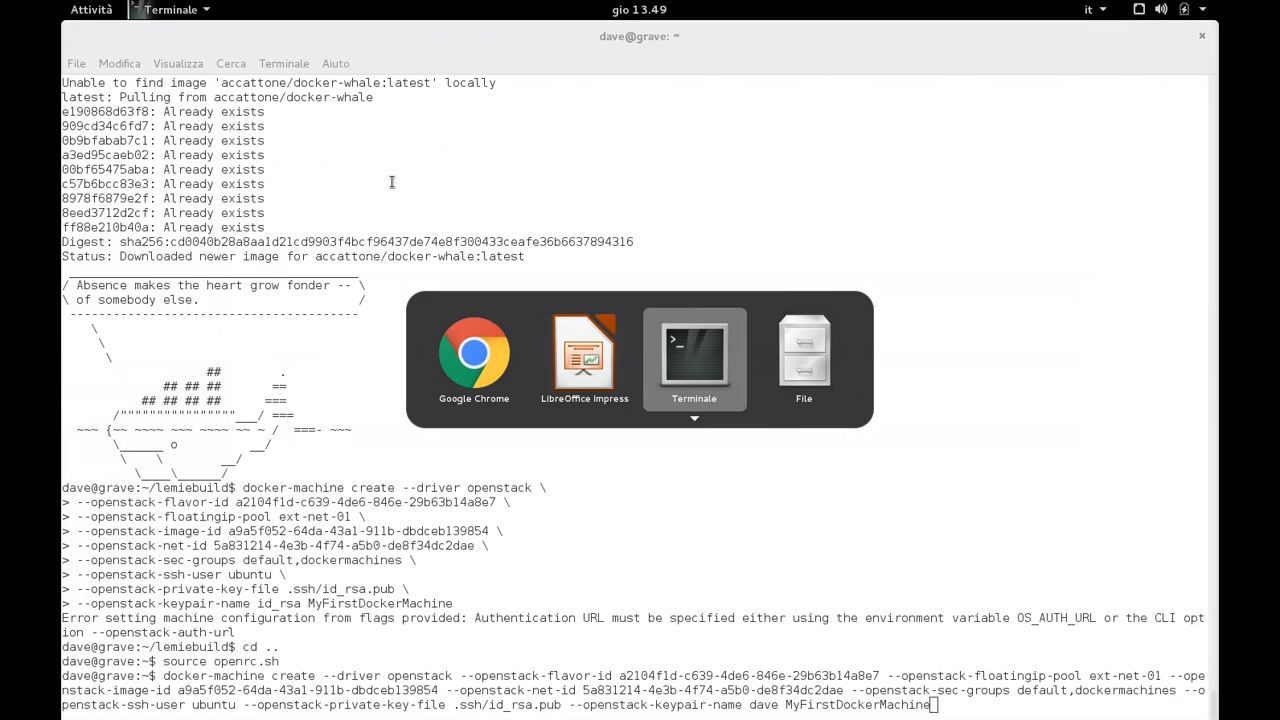 Attività Terminale gio 13.49 it
dave@grave: ~ ×
File Modifica Visualizza Cerca Terminale Aiuto
Unable to find image 'accattone/docker-whale:latest' locally
latest: Pulling from accattone/docker-whale
e190868d63f8: Already exists
909cd34c6fd7: Already exists
0b9bfabab7c1: Already exists
a3ed95caeb02: Already exists
00bf65475aba: Already exists
c57b6bcc83e3: Already exists
8978f6879e2f: Already exists
8eed3712d2cf: Already exists
ff88e210b40a: Already exists
Digest: sha256:cd0040b28a8aa1d21cd9903f4bcf96437de74e8f300433ceafe36b6637894316
Status: Downloaded newer image for accattone/docker-whale:latest
 ________________________________________
/ Absence makes the heart grow fonder -- \
\ of somebody else.                      /
 ----------------------------------------
    \
     \
      \
                    ##         .
              ## ## ##        ==
           ## ## ## ##       ===
       /"""""""""""""""\___/ ===
  ~~~ {~~ ~~~~ ~~~ ~~~~ ~~ ~ /  ===- ~~~
       \______ o           __/
        \    \         __/
          \____\______/
Google Chrome LibreOffice Impress Terminale File
dave@grave:~/lemiebuild$ docker-machine create --driver openstack \
> --openstack-flavor-id a2104f1d-c639-4de6-846e-29b63b14a8e7 \
> --openstack-floatingip-pool ext-net-01 \
> --openstack-image-id a9a5f052-64da-43a1-911b-dbdceb139854 \
> --openstack-net-id 5a831214-4e3b-4f74-a5b0-de8f34dc2dae \
> --openstack-sec-groups default,dockermachines \
> --openstack-ssh-user ubuntu \
> --openstack-private-key-file .ssh/id_rsa.pub \
> --openstack-keypair-name id_rsa MyFirstDockerMachine
Error setting machine configuration from flags provided: Authentication URL must be specified either using the environment variable OS_AUTH_URL or the CLI opt
ion --openstack-auth-url
dave@grave:~/lemiebuild$ cd ..
dave@grave:~$ source openrc.sh
dave@grave:~$ docker-machine create --driver openstack --openstack-flavor-id a2104f1d-c639-4de6-846e-29b63b14a8e7 --openstack-floatingip-pool ext-net-01 --ope
nstack-image-id a9a5f052-64da-43a1-911b-dbdceb139854 --openstack-net-id 5a831214-4e3b-4f74-a5b0-de8f34dc2dae --openstack-sec-groups default,dockermachines --o
penstack-ssh-user ubuntu --openstack-private-key-file .ssh/id_rsa.pub --openstack-keypair-name dave MyFirstDockerMachine